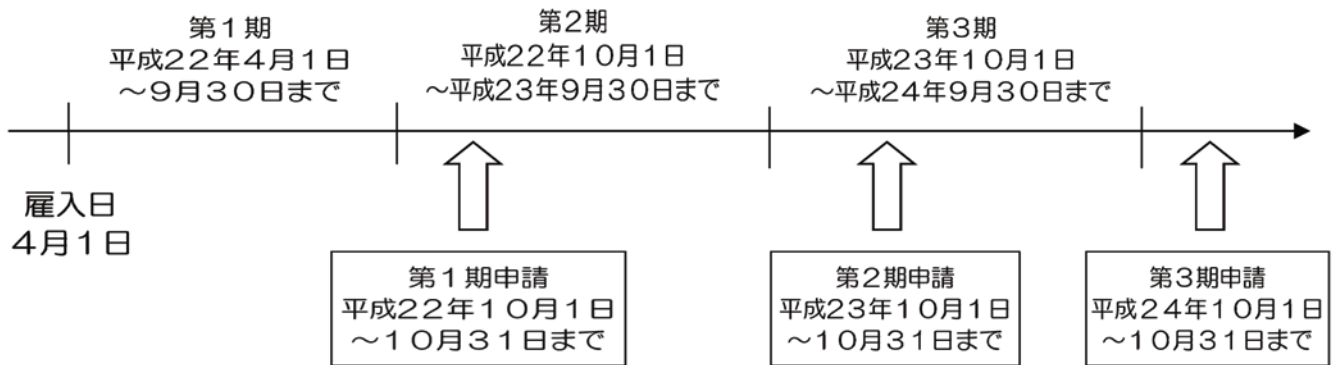 第１期
平成22年４月１日
～９月30日まで
第2期
平成22年１０月１日
～平成23年９月30日まで
第3期
平成23年１０月１日
～平成24年９月30日まで
雇入日
４月１日
第１期申請
平成22年１０月１日
～１０月31日まで
第2期申請
平成23年１０月１日
～１０月31日まで
第3期申請
平成24年１０月１日
～１０月31日まで